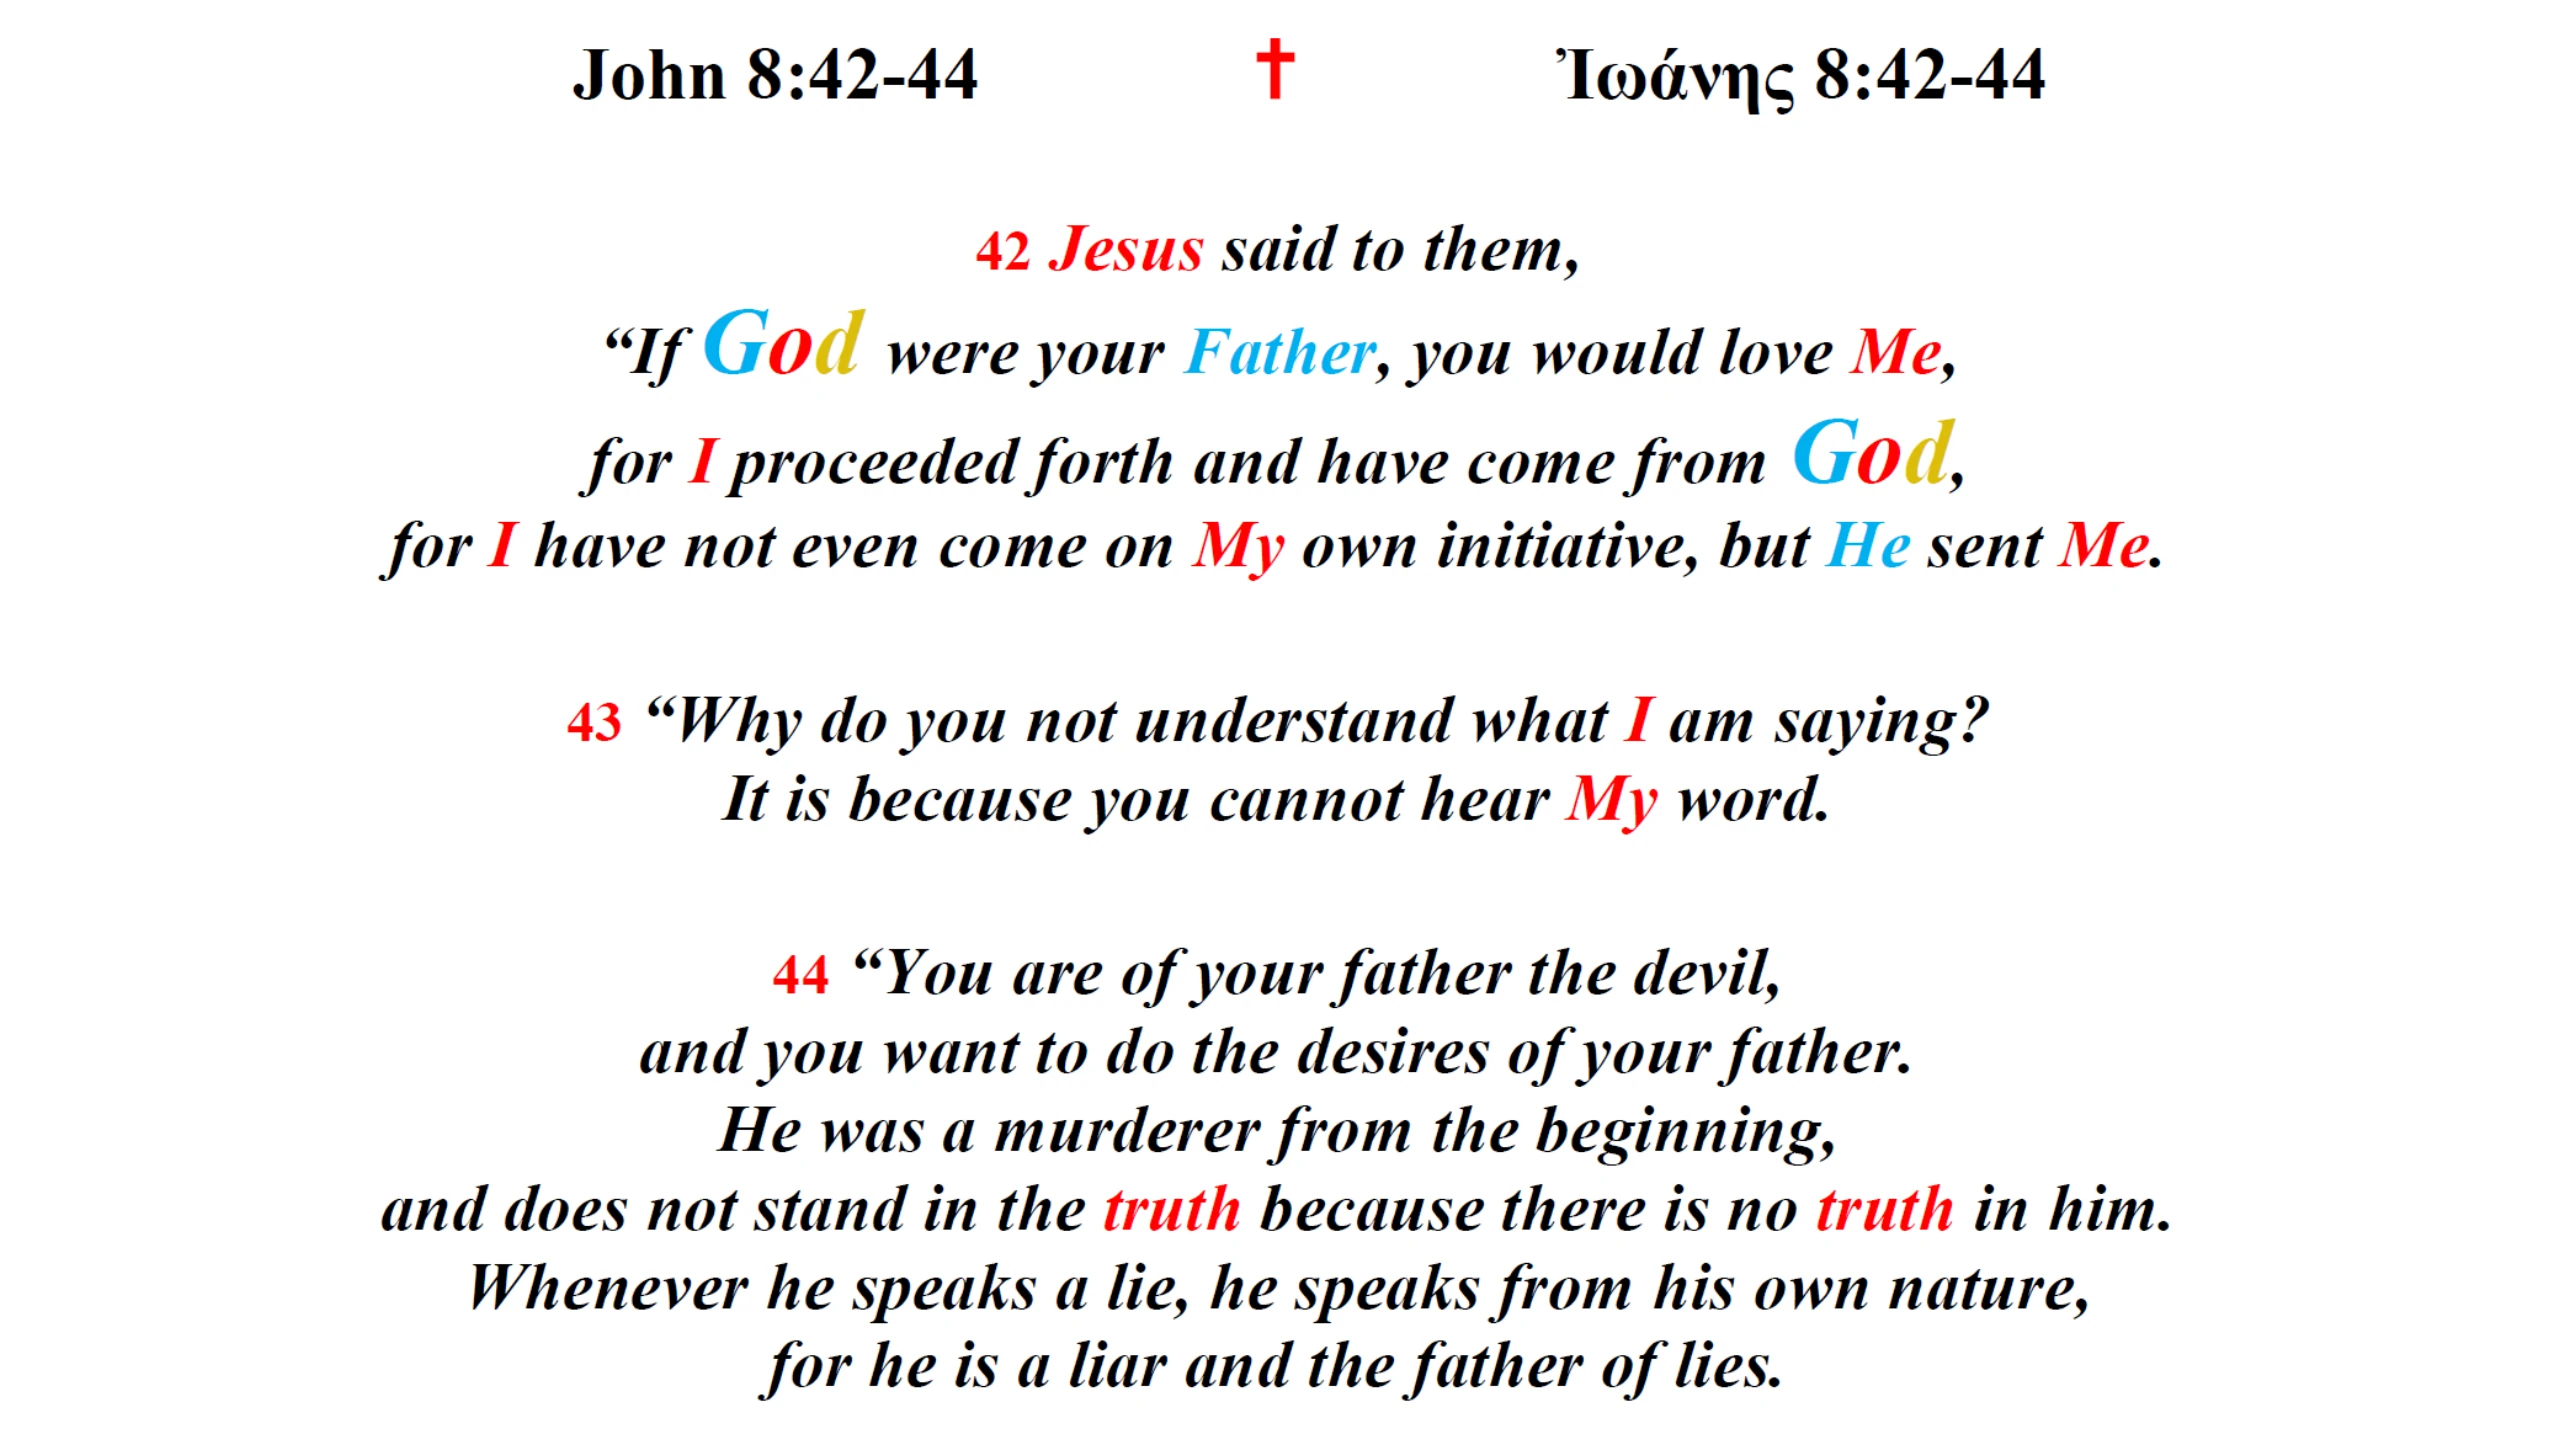 John 8:42-44 ✝ Ἰωάνης 8:42-44
42 Jesus said to them,
“If God were your Father, you would love Me,
for I proceeded forth and have come from God,
for I have not even come on My own initiative, but He sent Me.
43 “Why do you not understand what I am saying?
It is because you cannot hear My word.
44 “You are of your father the devil,
and you want to do the desires of your father.
He was a murderer from the beginning,
and does not stand in the truth because there is no truth in him.
Whenever he speaks a lie, he speaks from his own nature,
for he is a liar and the father of lies.